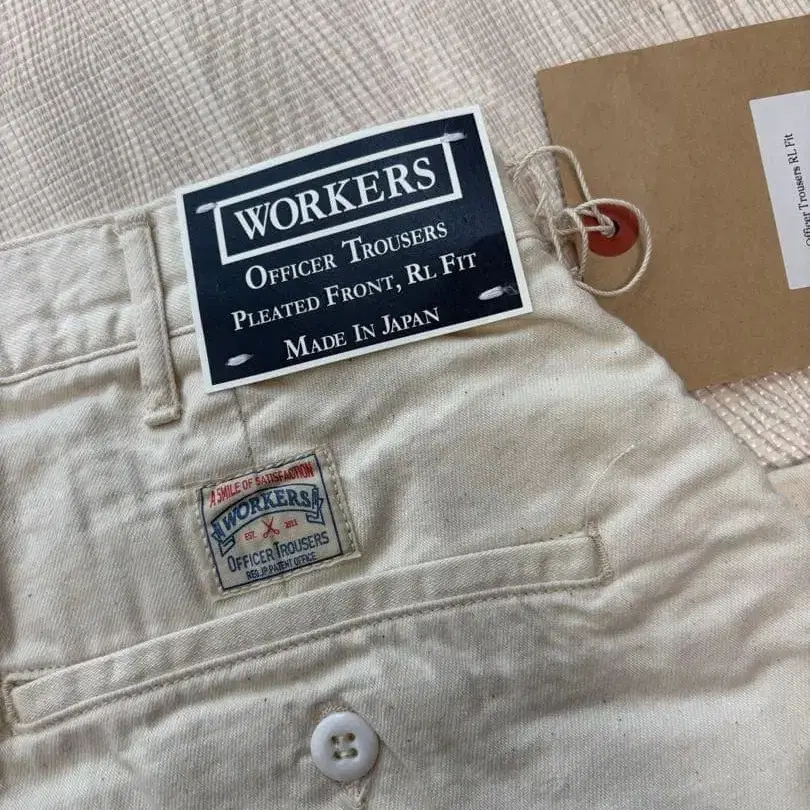 WORKERS
OFFICER TROUSERS
PLEATED FRONT, RL FIT
MADE IN JAPAN
Officer Trousers RL Fit
A SMILE OF SATISFACTION
WORKERS
EST. 2011
OFFICER TROUSERS
REG.JP.PATENT OFFICE